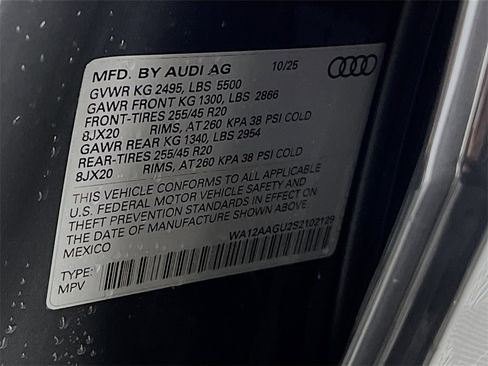 MFD. BY AUDI AG 10/25
GVWR KG 2495, LBS 5500
GAWR FRONT KG 1300, LBS 2866
FRONT-TIRES 255/45 R20
8JX20 RIMS, AT 260 KPA 38 PSI COLD
GAWR REAR KG 1340, LBS 2954
REAR-TIRES 255/45 R20
8JX20 RIMS, AT 260 KPA 38 PSI COLD
THIS VEHICLE CONFORMS TO ALL APPLICABLE
U.S. FEDERAL MOTOR VEHICLE SAFETY AND
THEFT PREVENTION STANDARDS IN EFFECT ON
THE DATE OF MANUFACTURE SHOWN ABOVE.
MEXICO WA12AAGU2S2102129
TYPE:
MPV